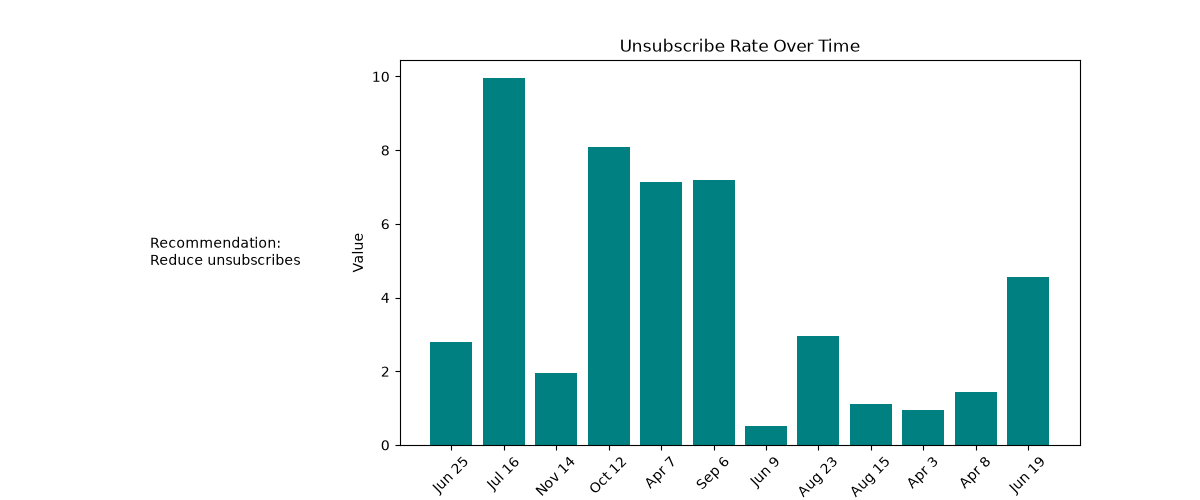 Unsubscribe Rate Over Time
10
8
6
4
2
0
Value
Recommendation:
Reduce unsubscribes
Jun 25
Jul 16
Nov 14
Oct 12
Apr 7
Sep 6
Jun 9
Aug 23
Aug 15
Apr 3
Apr 8
Jun 19